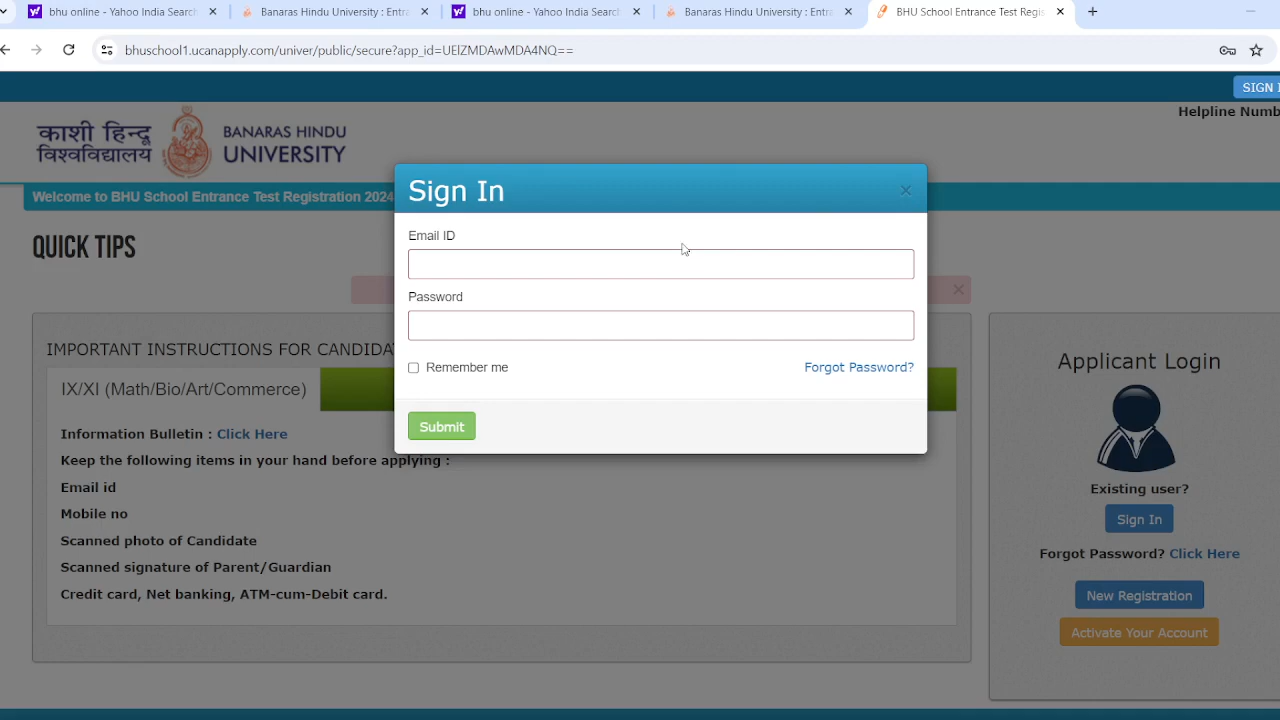 bhu online - Yahoo India Search
Banaras Hindu University : Entra
bhu online - Yahoo India Search
Banaras Hindu University : Entra
BHU School Entrance Test Regis
bhuschool1.ucanapply.com/univer/public/secure?app_id=UElZMDAwMDA4NQ==
SIGN I
Helpline Numb
काशी हिन्दू
विश्वविद्यालय
BANARAS HINDU
UNIVERSITY
Welcome to BHU School Entrance Test Registration 2024
QUICK TIPS
Sign In
Email ID
Password
Remember me
Forgot Password?
Submit
IMPORTANT INSTRUCTIONS FOR CANDIDA
IX/XI (Math/Bio/Art/Commerce)
Information Bulletin : Click Here
Keep the following items in your hand before applying :
Email id
Mobile no
Scanned photo of Candidate
Scanned signature of Parent/Guardian
Credit card, Net banking, ATM-cum-Debit card.
Applicant Login
Existing user?
Sign In
Forgot Password? Click Here
New Registration
Activate Your Account